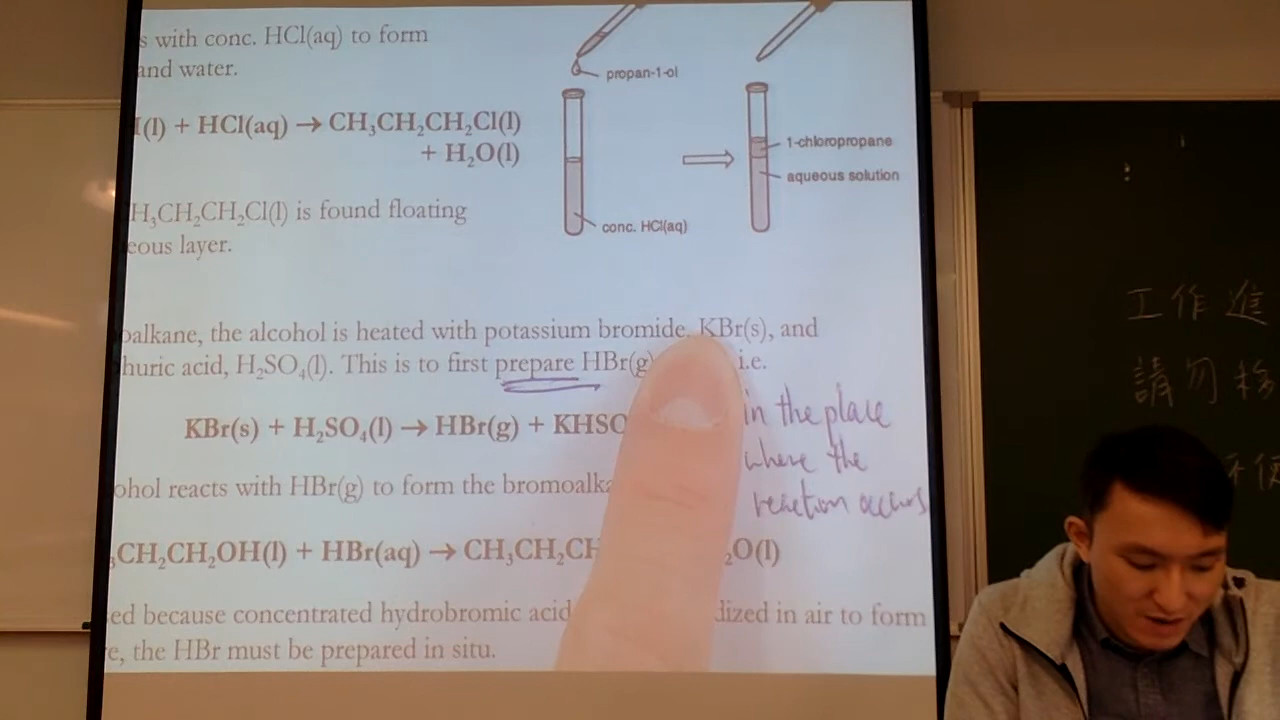 s with conc. HCl(aq) to form
and water.
(l) + HCl(aq) → CH₃CH₂CH₂Cl(l)
+ H₂O(l)
H₃CH₂CH₂Cl(l) is found floating
eous layer.
propan-1-ol
conc. HCl(aq)
1-chloropropane
aqueous solution
oalkane, the alcohol is heated with potassium bromide, KBr(s), and
huric acid, H₂SO₄(l). This is to first prepare HBr(g) i.e.
KBr(s) + H₂SO₄(l) → HBr(g) + KHSO
in the place
where the
reaction occurs
ohol reacts with HBr(g) to form the bromoalka
₃CH₂CH₂OH(l) + HBr(aq) → CH₃CH₂CH ₂O(l)
ed because concentrated hydrobromic acid dized in air to form
e, the HBr must be prepared in situ.
工作進
請勿